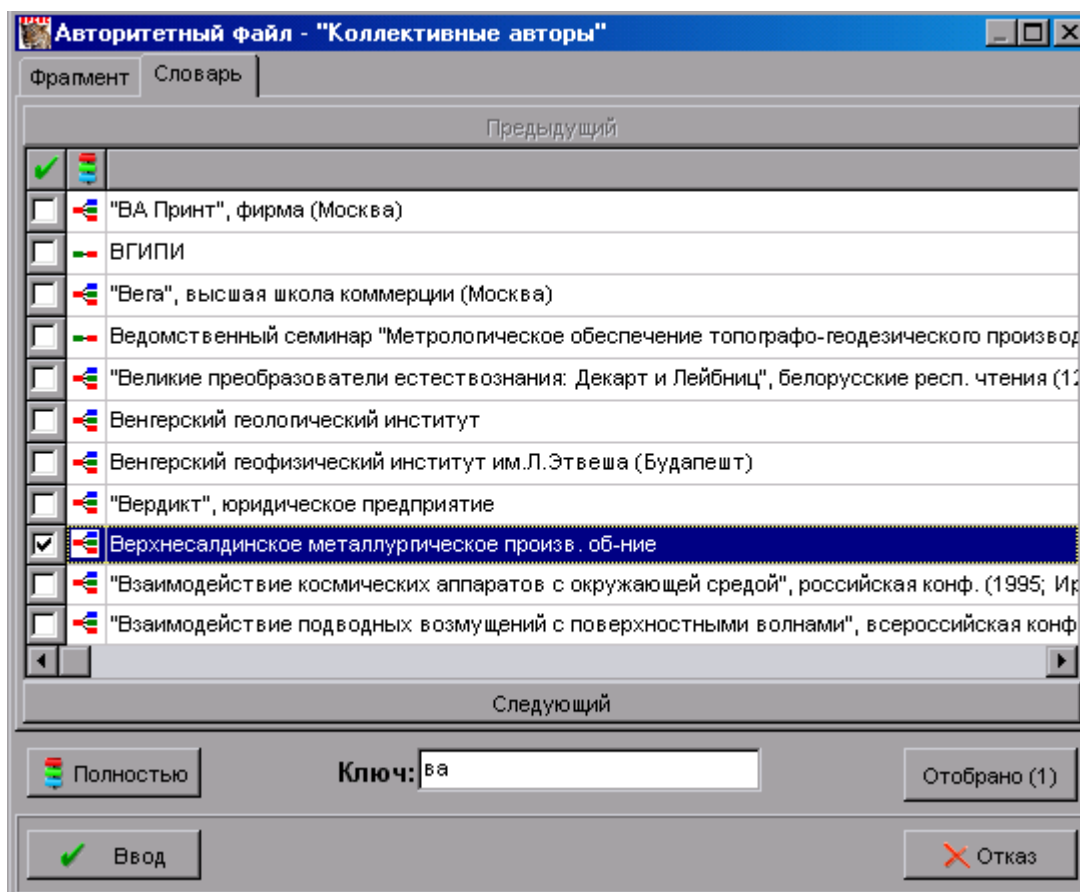 Авторитетный файл - "Коллективные авторы"
Фрагмент Словарь
Предыдущий
"ВА Принт", фирма (Москва)
ВГИПИ
"Вега", высшая школа коммерции (Москва)
Ведомственный семинар "Метрологическое обеспечение топографо-геодезического производ
"Великие преобразователи естествознания: Декарт и Лейбниц", белорусские респ. чтения (12
Венгерский геологический институт
Венгерский геофизический институт им.Л.Этвеша (Будапешт)
"Вердикт", юридическое предприятие
Верхнесалдинское металлургическое произв. об-ние
"Взаимодействие космических аппаратов с окружающей средой", российская конф. (1995; Ир
"Взаимодействие подводных возмущений с поверхностными волнами", всероссийская конф
Следующий
Полностью Ключ: ва Отобрано (1)
Ввод Отказ